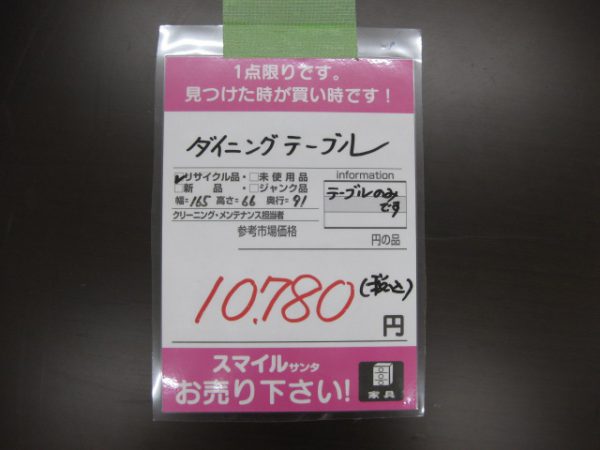 1点限りです。
見つけた時が買い時です!
ダイニングテーブル
リサイクル品・□未使用品
□新品・□ジャンク品
幅=165 高さ=66 奥行=91
クリーニング・メンテナンス担当者
information
テーブルのみ
です
参考市場価格
円の品
10,780 (税込)
円
スマイルサンタ
お売り下さい!
家具